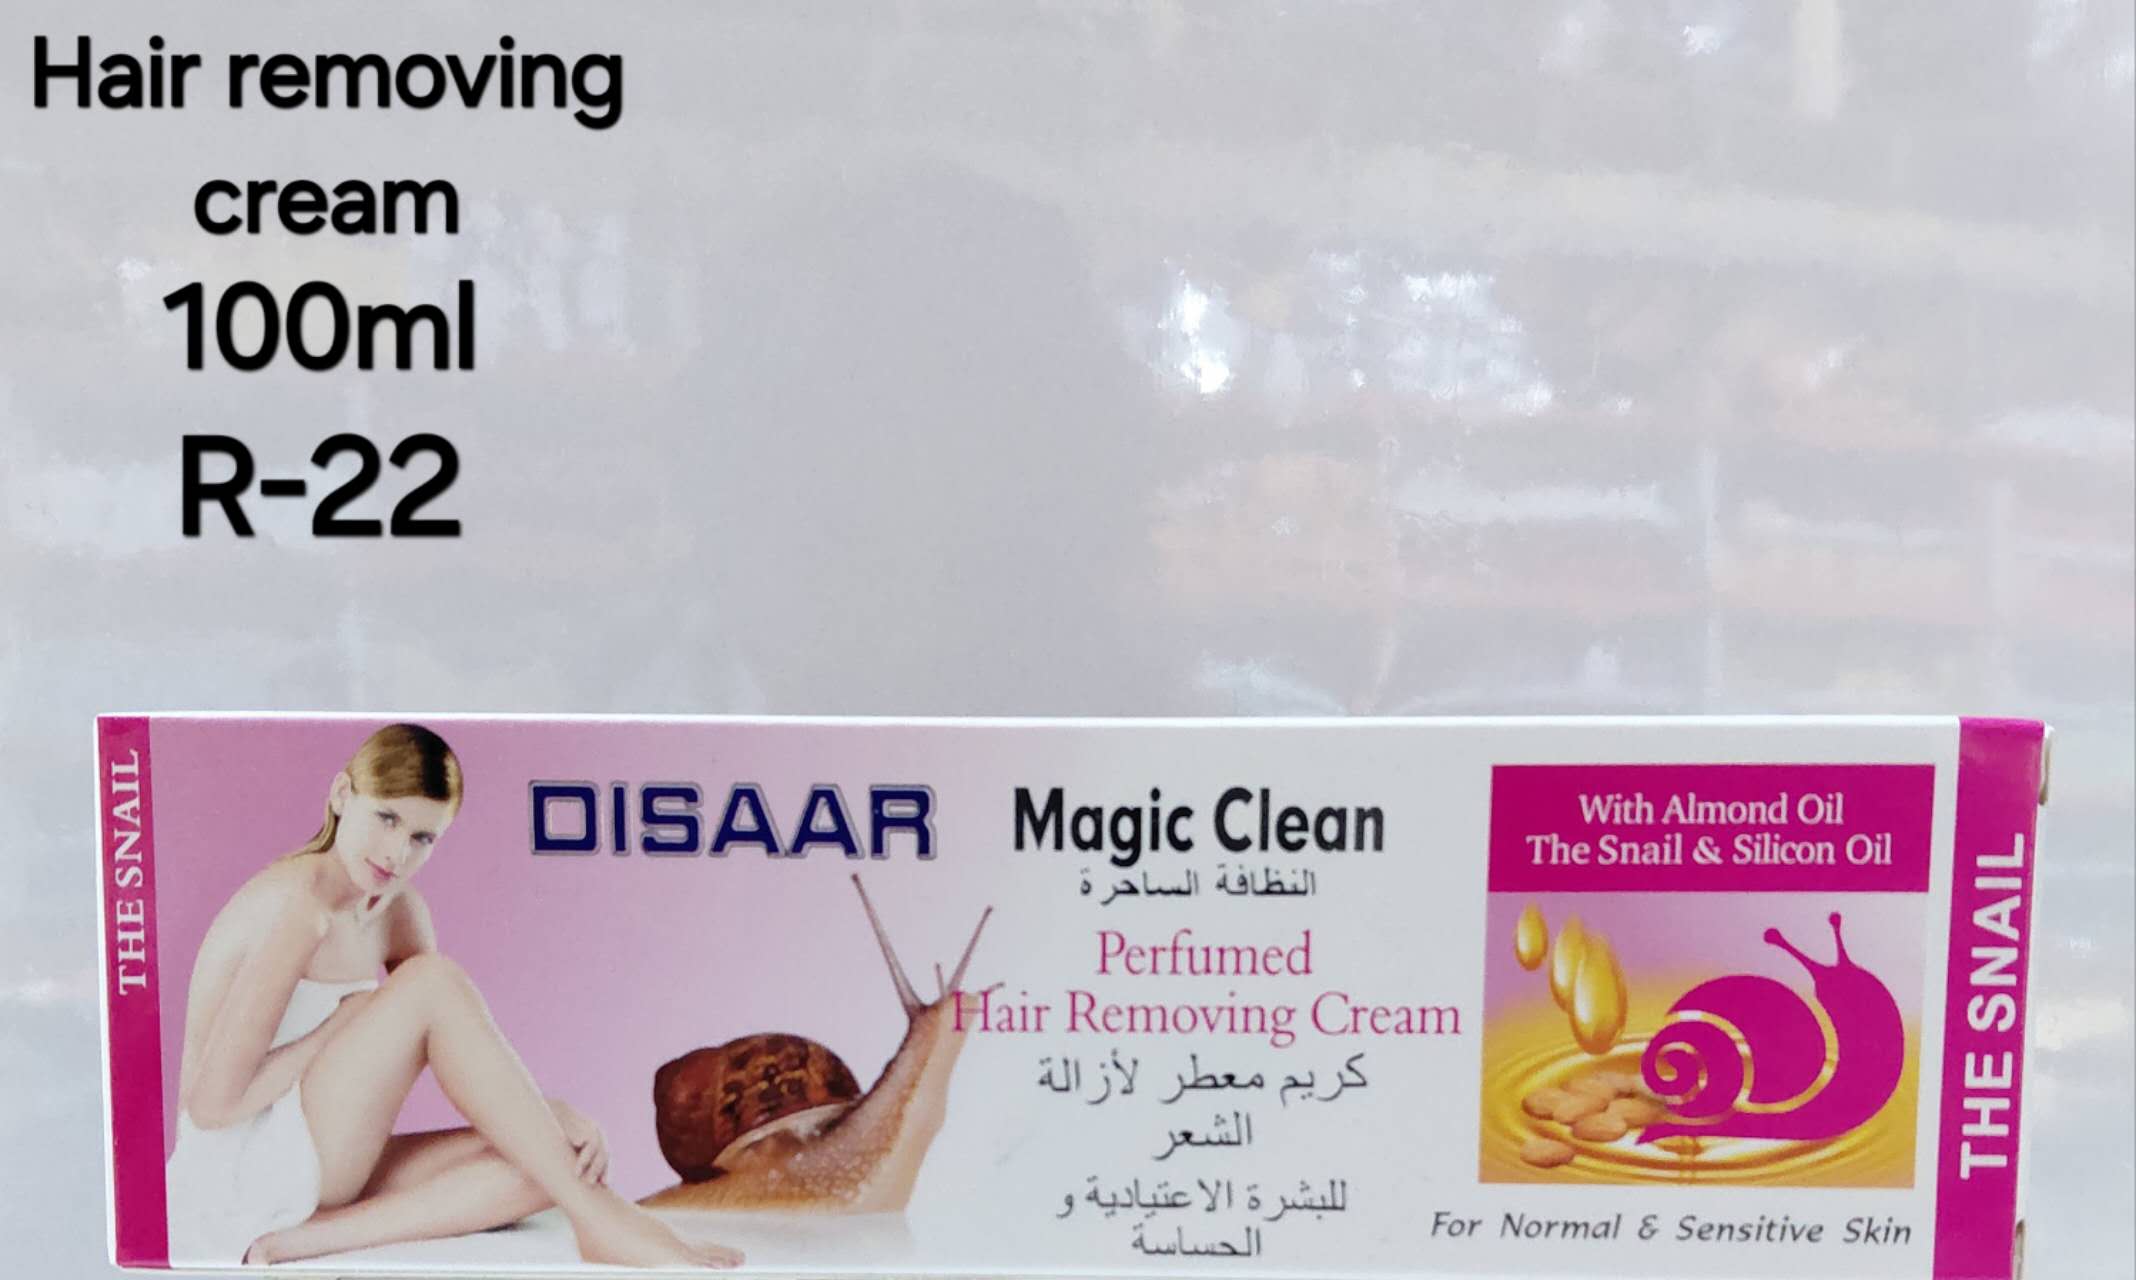 Hair removing
cream
100ml
R-22
THE SNAIL
DISAAR
Magic Clean
النظافة الساحرة
Perfumed
Hair Removing Cream
كريم معطر لأزالة
الشعر
للبشرة الاعتيادية و
الحساسة
With Almond Oil
The Snail & Silicon Oil
For Normal & Sensitive Skin
THE SNAIL